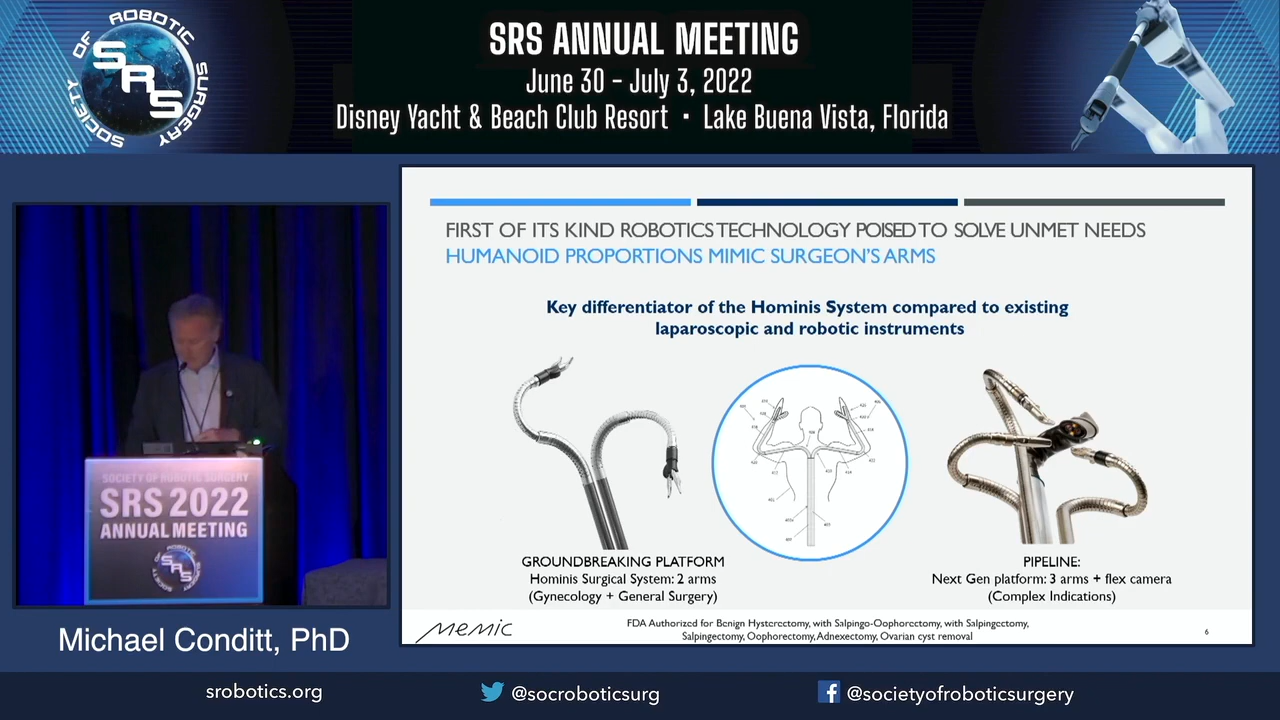 SOCIETY OF ROBOTIC SURGERY
SRS
SRS ANNUAL MEETING
June 30 – July 3, 2022
Disney Yacht & Beach Club Resort • Lake Buena Vista, Florida
FIRST OF ITS KIND ROBOTICS TECHNOLOGY POISED TO SOLVE UNMET NEEDS
HUMANOID PROPORTIONS MIMIC SURGEON'S ARMS
Key differentiator of the Hominis System compared to existing
laparoscopic and robotic instruments
GROUNDBREAKING PLATFORM
Hominis Surgical System: 2 arms
(Gynecology + General Surgery)
PIPELINE:
Next Gen platform: 3 arms + flex camera
(Complex Indications)
memic
FDA Authorized for Benign Hysterectomy, with Salpingo-Oophorectomy, with Salpingectomy,
Salpingectomy, Oophorectomy, Adnexectomy, Ovarian cyst removal
6
SOCIETY OF ROBOTIC SURGERY
SRS 2022
ANNUAL MEETING
SRS
Michael Conditt, PhD
srobotics.org
@socroboticsurg
@societyofroboticsurgery